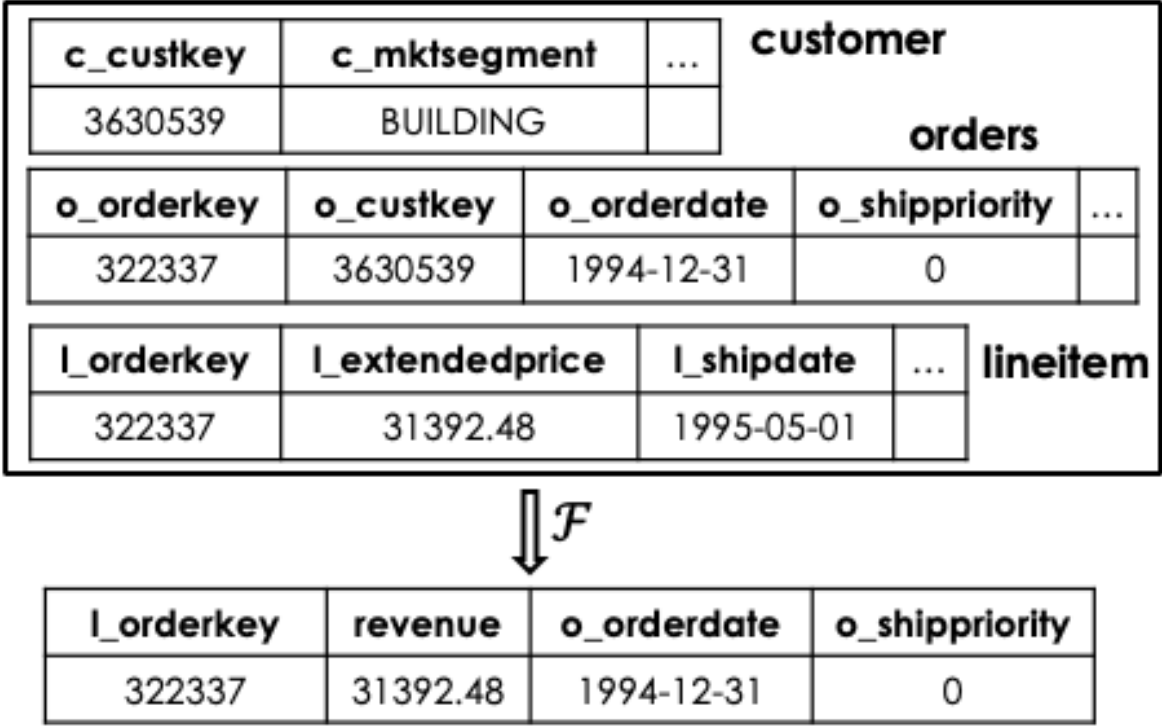 customer
c_custkey c_mktsegment ...
3630539 BUILDING
orders
o_orderkey o_custkey o_orderdate o_shippriority ...
322337 3630539 1994-12-31 0
l_orderkey l_extendedprice l_shipdate ... lineitem
322337 31392.48 1995-05-01
ℱ
l_orderkey revenue o_orderdate o_shippriority
322337 31392.48 1994-12-31 0